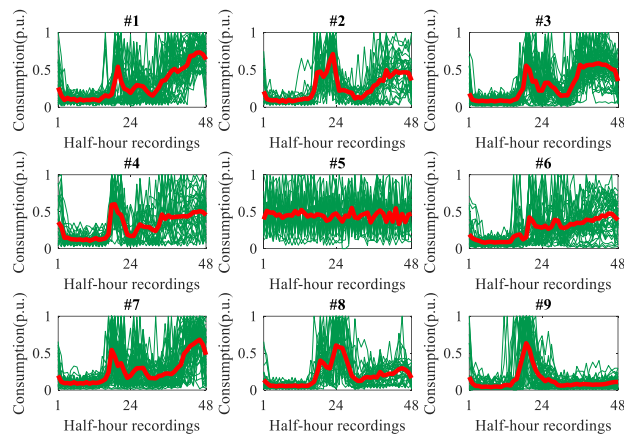 #1 #2 #3
Consumption(p.u.) 1 0.5 0 Consumption(p.u.) 1 0.5 0 Consumption(p.u.) 1 0.5 0
1 24 48 1 24 48 1 24 48
Half-hour recordings Half-hour recordings Half-hour recordings
#4 #5 #6
Consumption(p.u.) 1 0.5 0 Consumption(p.u.) 1 0.5 0 Consumption(p.u.) 1 0.5 0
1 24 48 1 24 48 1 24 48
Half-hour recordings Half-hour recordings Half-hour recordings
#7 #8 #9
Consumption(p.u.) 1 0.5 0 Consumption(p.u.) 1 0.5 0 Consumption(p.u.) 1 0.5 0
1 24 48 1 24 48 1 24 48
Half-hour recordings Half-hour recordings Half-hour recordings